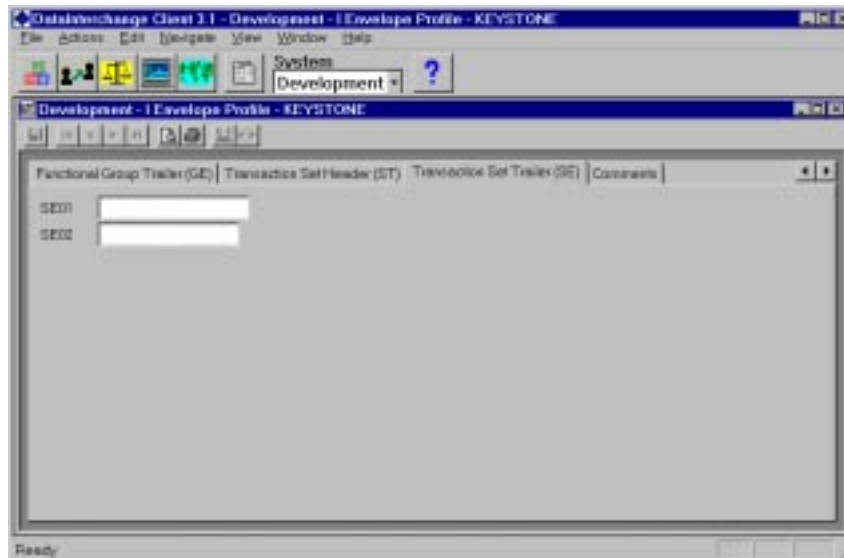 DataInterchange Client 3.1 - Development - I Envelope Profile - KEYSTONE
File Actions Edit Navigate View Window Help
System
Development
?
Development - I Envelope Profile - KEYSTONE
Functional Group Trailer (GE) Transaction Set Header (ST) Transaction Set Trailer (SE) Comments
SE01
SE02
Ready